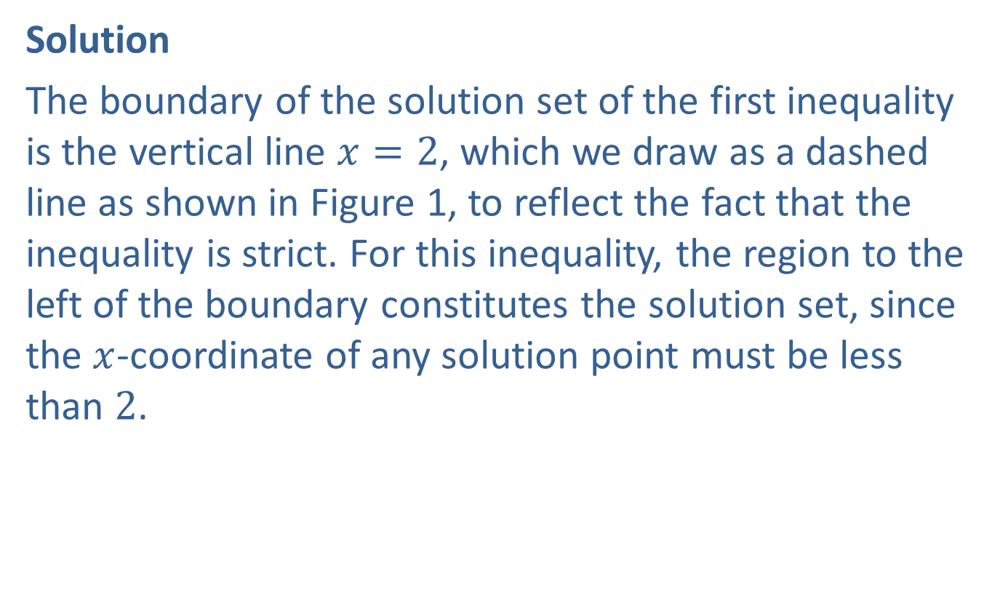 Solution
The boundary of the solution set of the first inequality
is the vertical line x = 2, which we draw as a dashed
line as shown in Figure 1, to reflect the fact that the
inequality is strict. For this inequality, the region to the
left of the boundary constitutes the solution set, since
the x-coordinate of any solution point must be less
than 2.